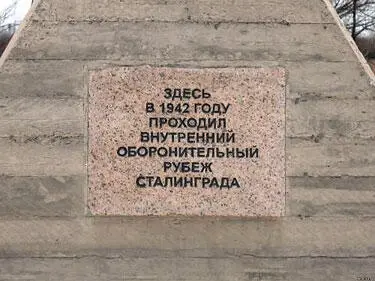 ЗДЕСЬ
В 1942 ГОДУ
ПРОХОДИЛ
ВНУТРЕННИЙ
ОБОРОНИТЕЛЬНЫЙ
РУБЕЖ
СТАЛИНГРАДА